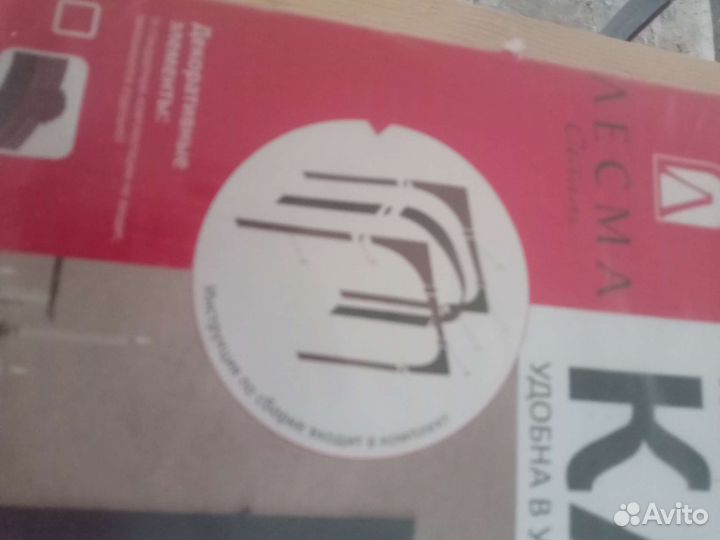 ЛЕСМА
КА
УДОБНА В У
Декоративные
элементы:
Инструкция по сборке входит в комплект
Avito